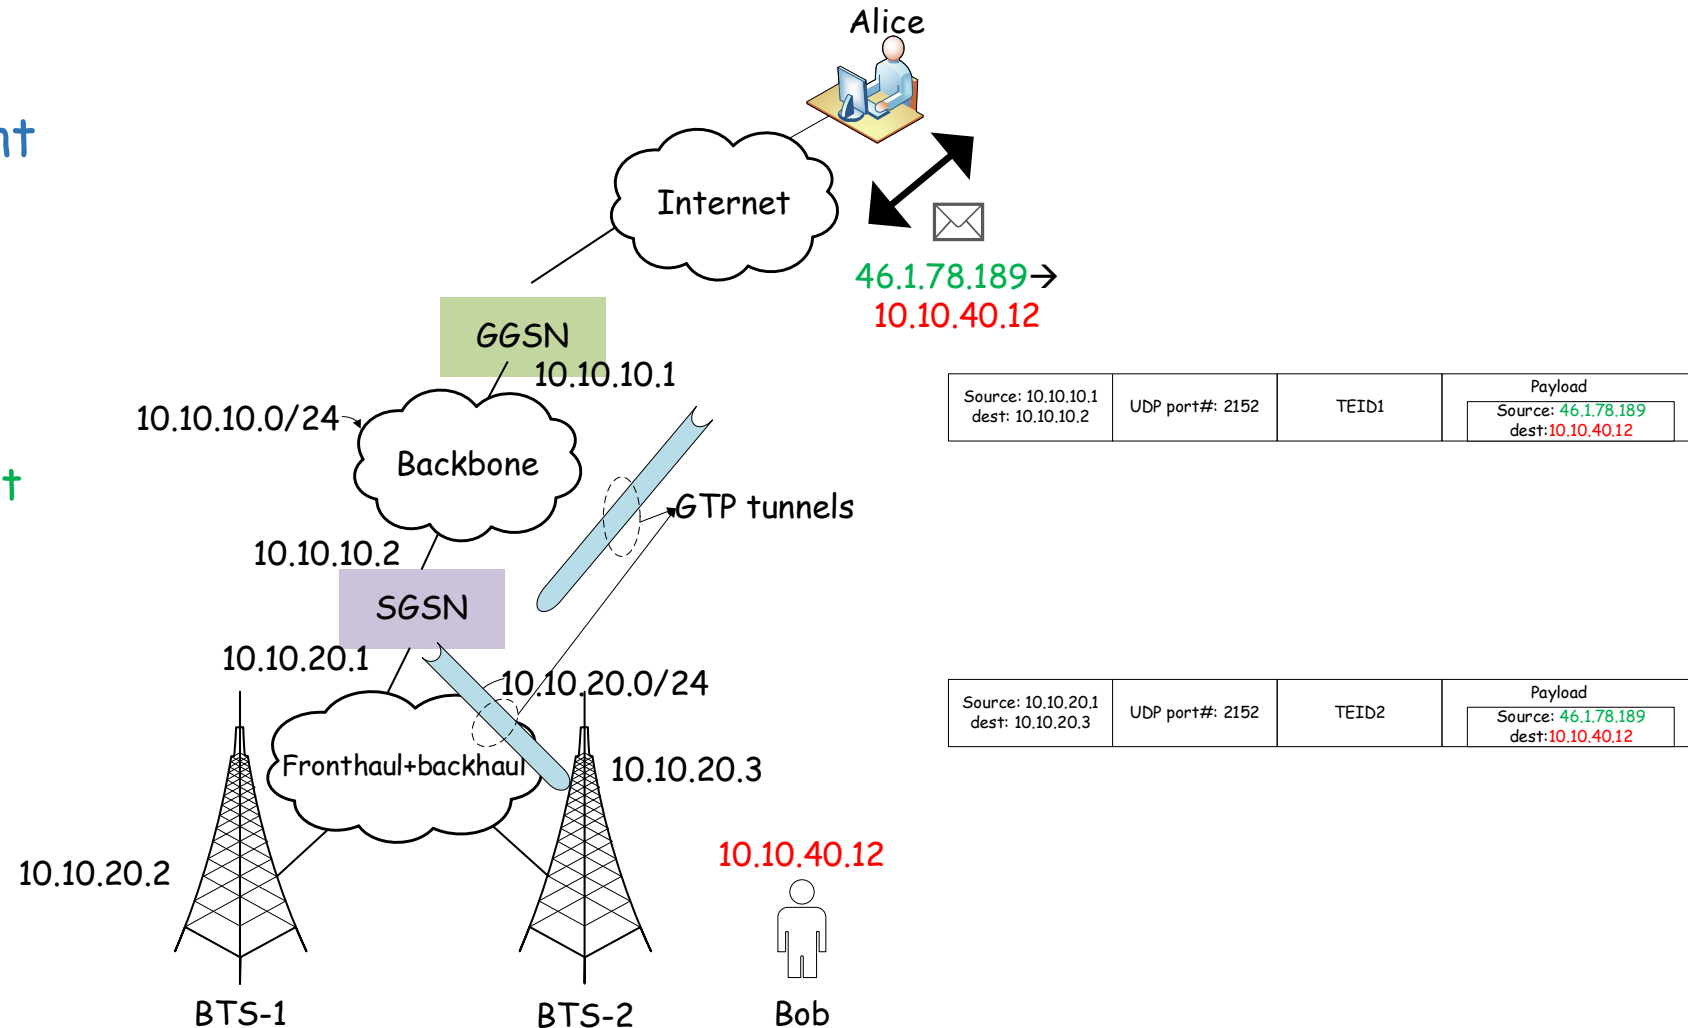 Alice
nt
Internet
46.1.78.189→
10.10.40.12
GGSN
10.10.10.1
10.10.10.0/24
Backbone
Source: 10.10.10.1
dest: 10.10.10.2
UDP port#: 2152
TEID1
Payload
Source: 46.1.78.189
dest:10.10.40.12
t
GTP tunnels
10.10.10.2
SGSN
10.10.20.1
10.10.20.0/24
Source: 10.10.20.1
dest: 10.10.20.3
UDP port#: 2152
TEID2
Payload
Source: 46.1.78.189
dest:10.10.40.12
Fronthaul+backhaul
10.10.20.3
10.10.20.2
10.10.40.12
BTS-1
BTS-2
Bob